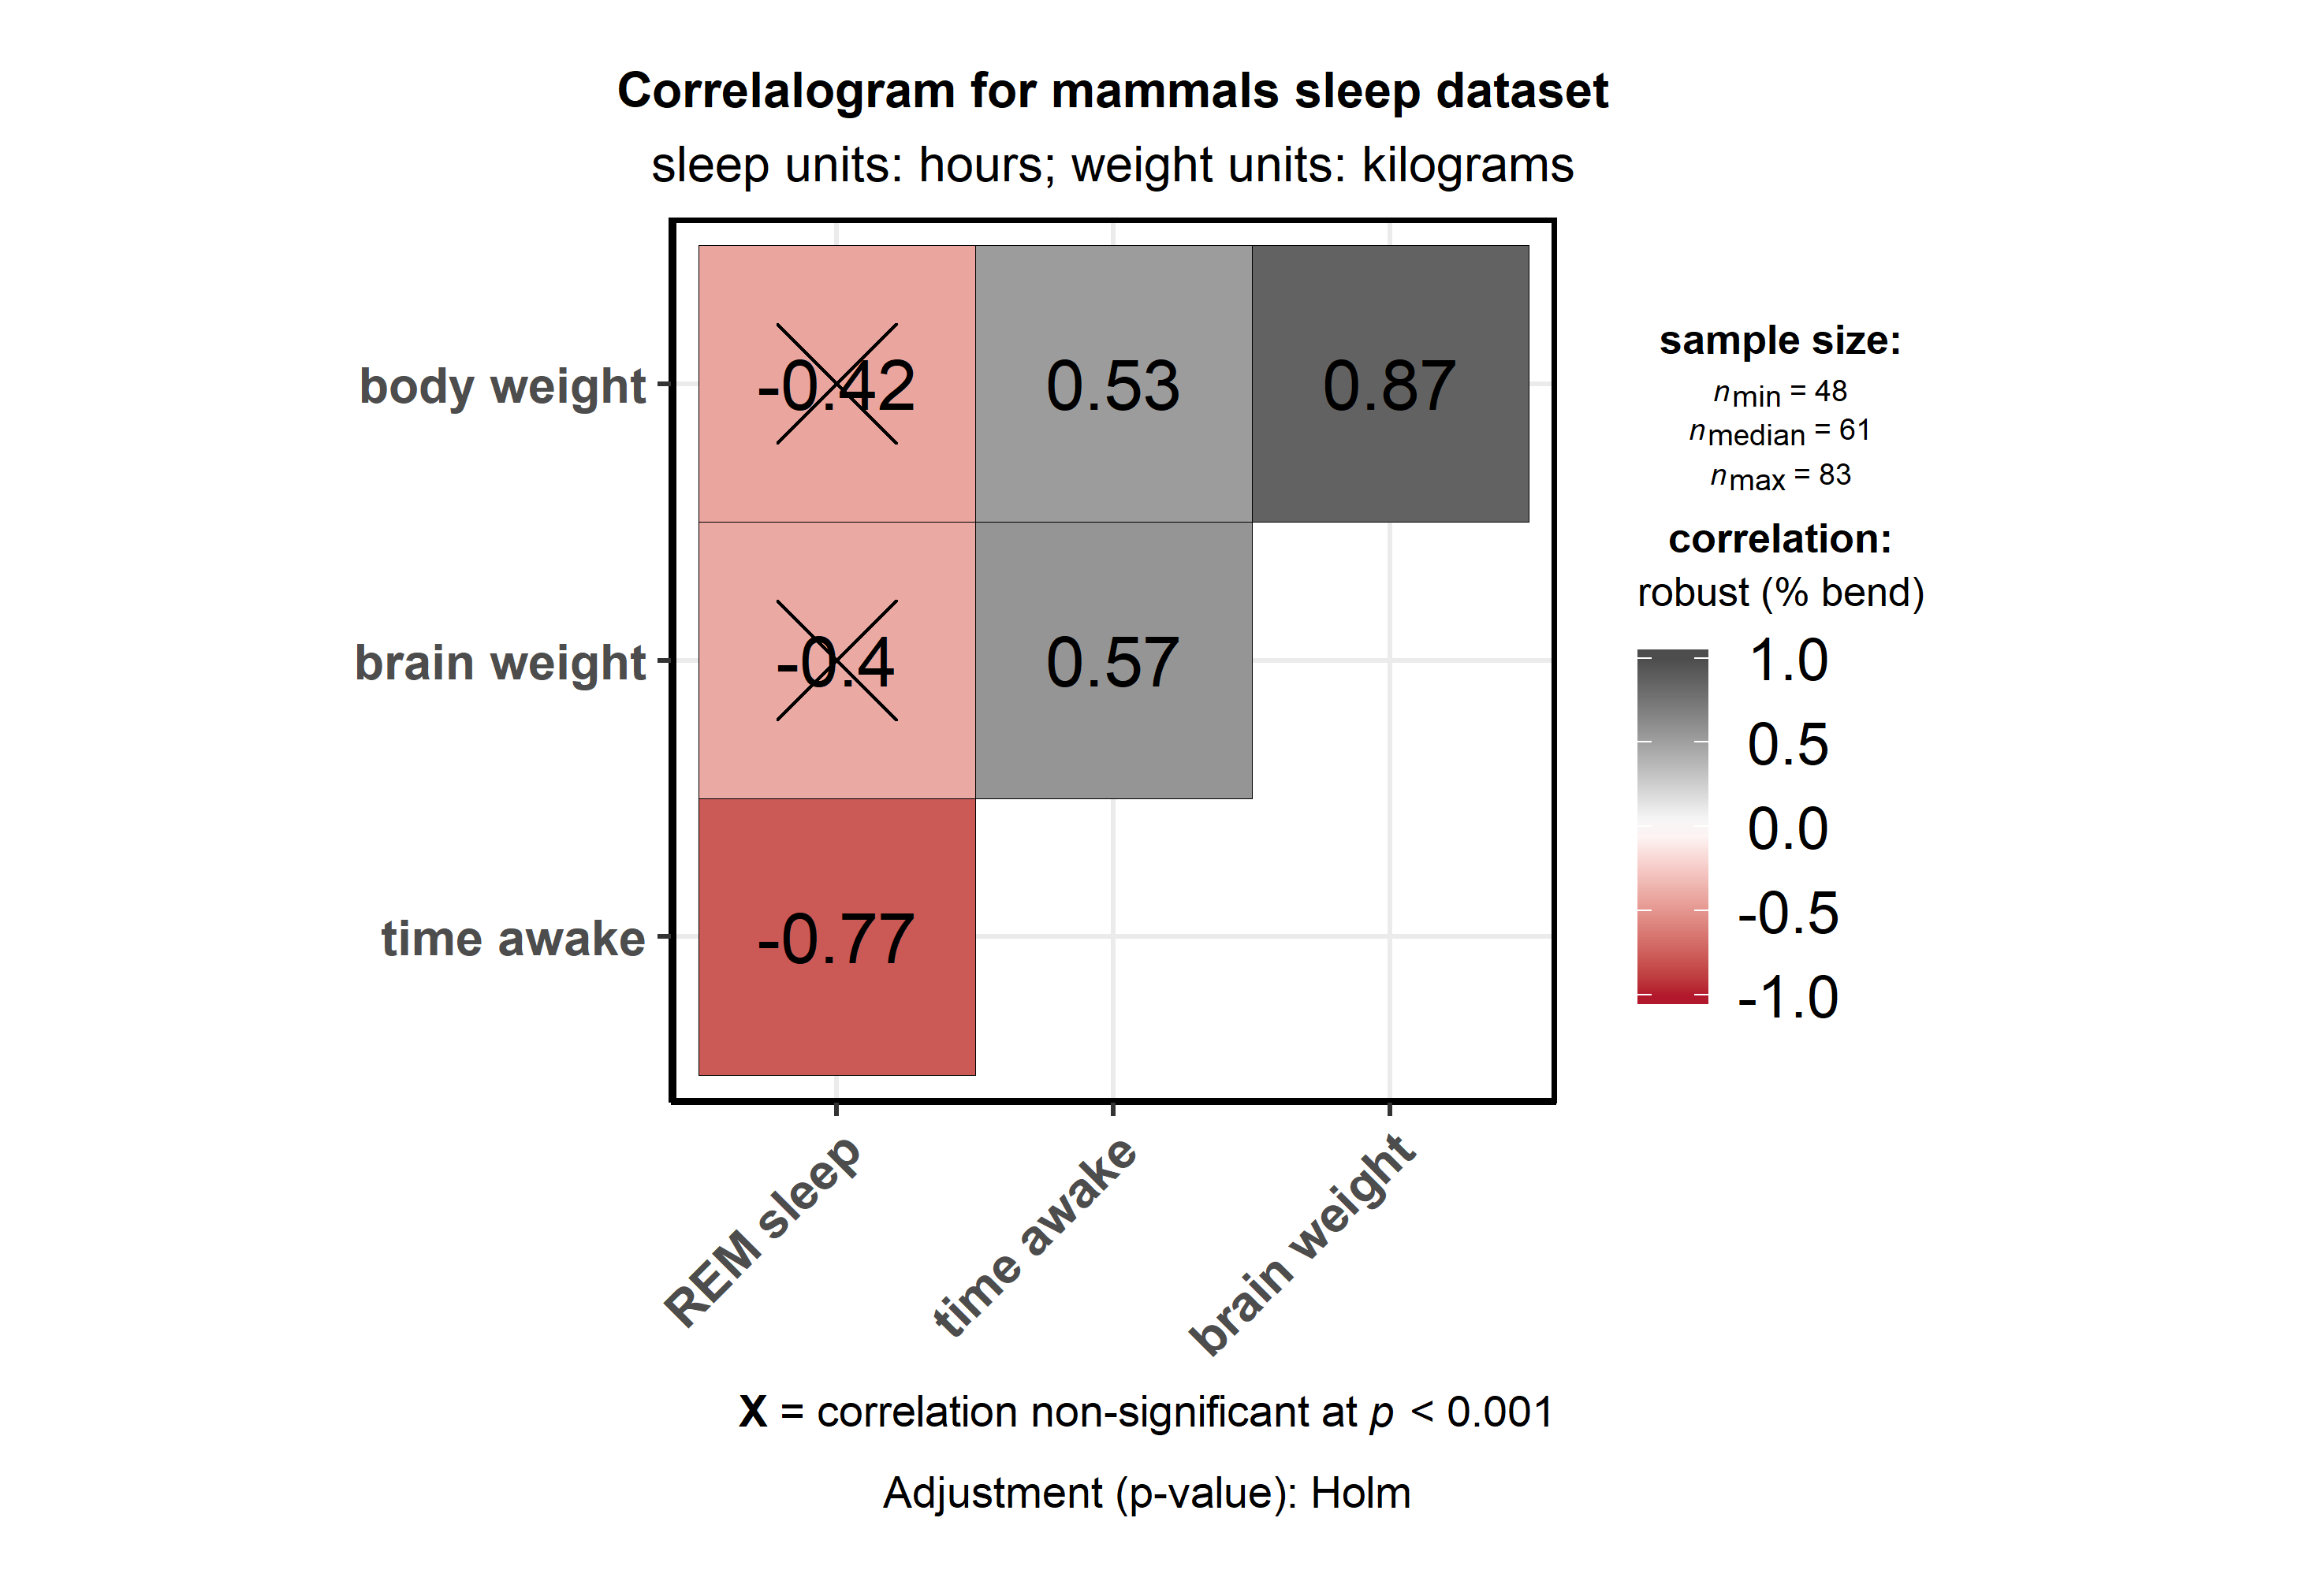 Correlalogram for mammals sleep dataset
sleep units: hours; weight units: kilograms
body weight
-0.42
0.53
0.87
brain weight
-0.4
0.57
time awake
-0.77
REM sleep
time awake
brain weight
sample size:
nmin = 48
nmedian = 61
nmax = 83
correlation:
robust (% bend)
1.0
0.5
0.0
-0.5
-1.0
X = correlation non-significant at p < 0.001
Adjustment (p-value): Holm